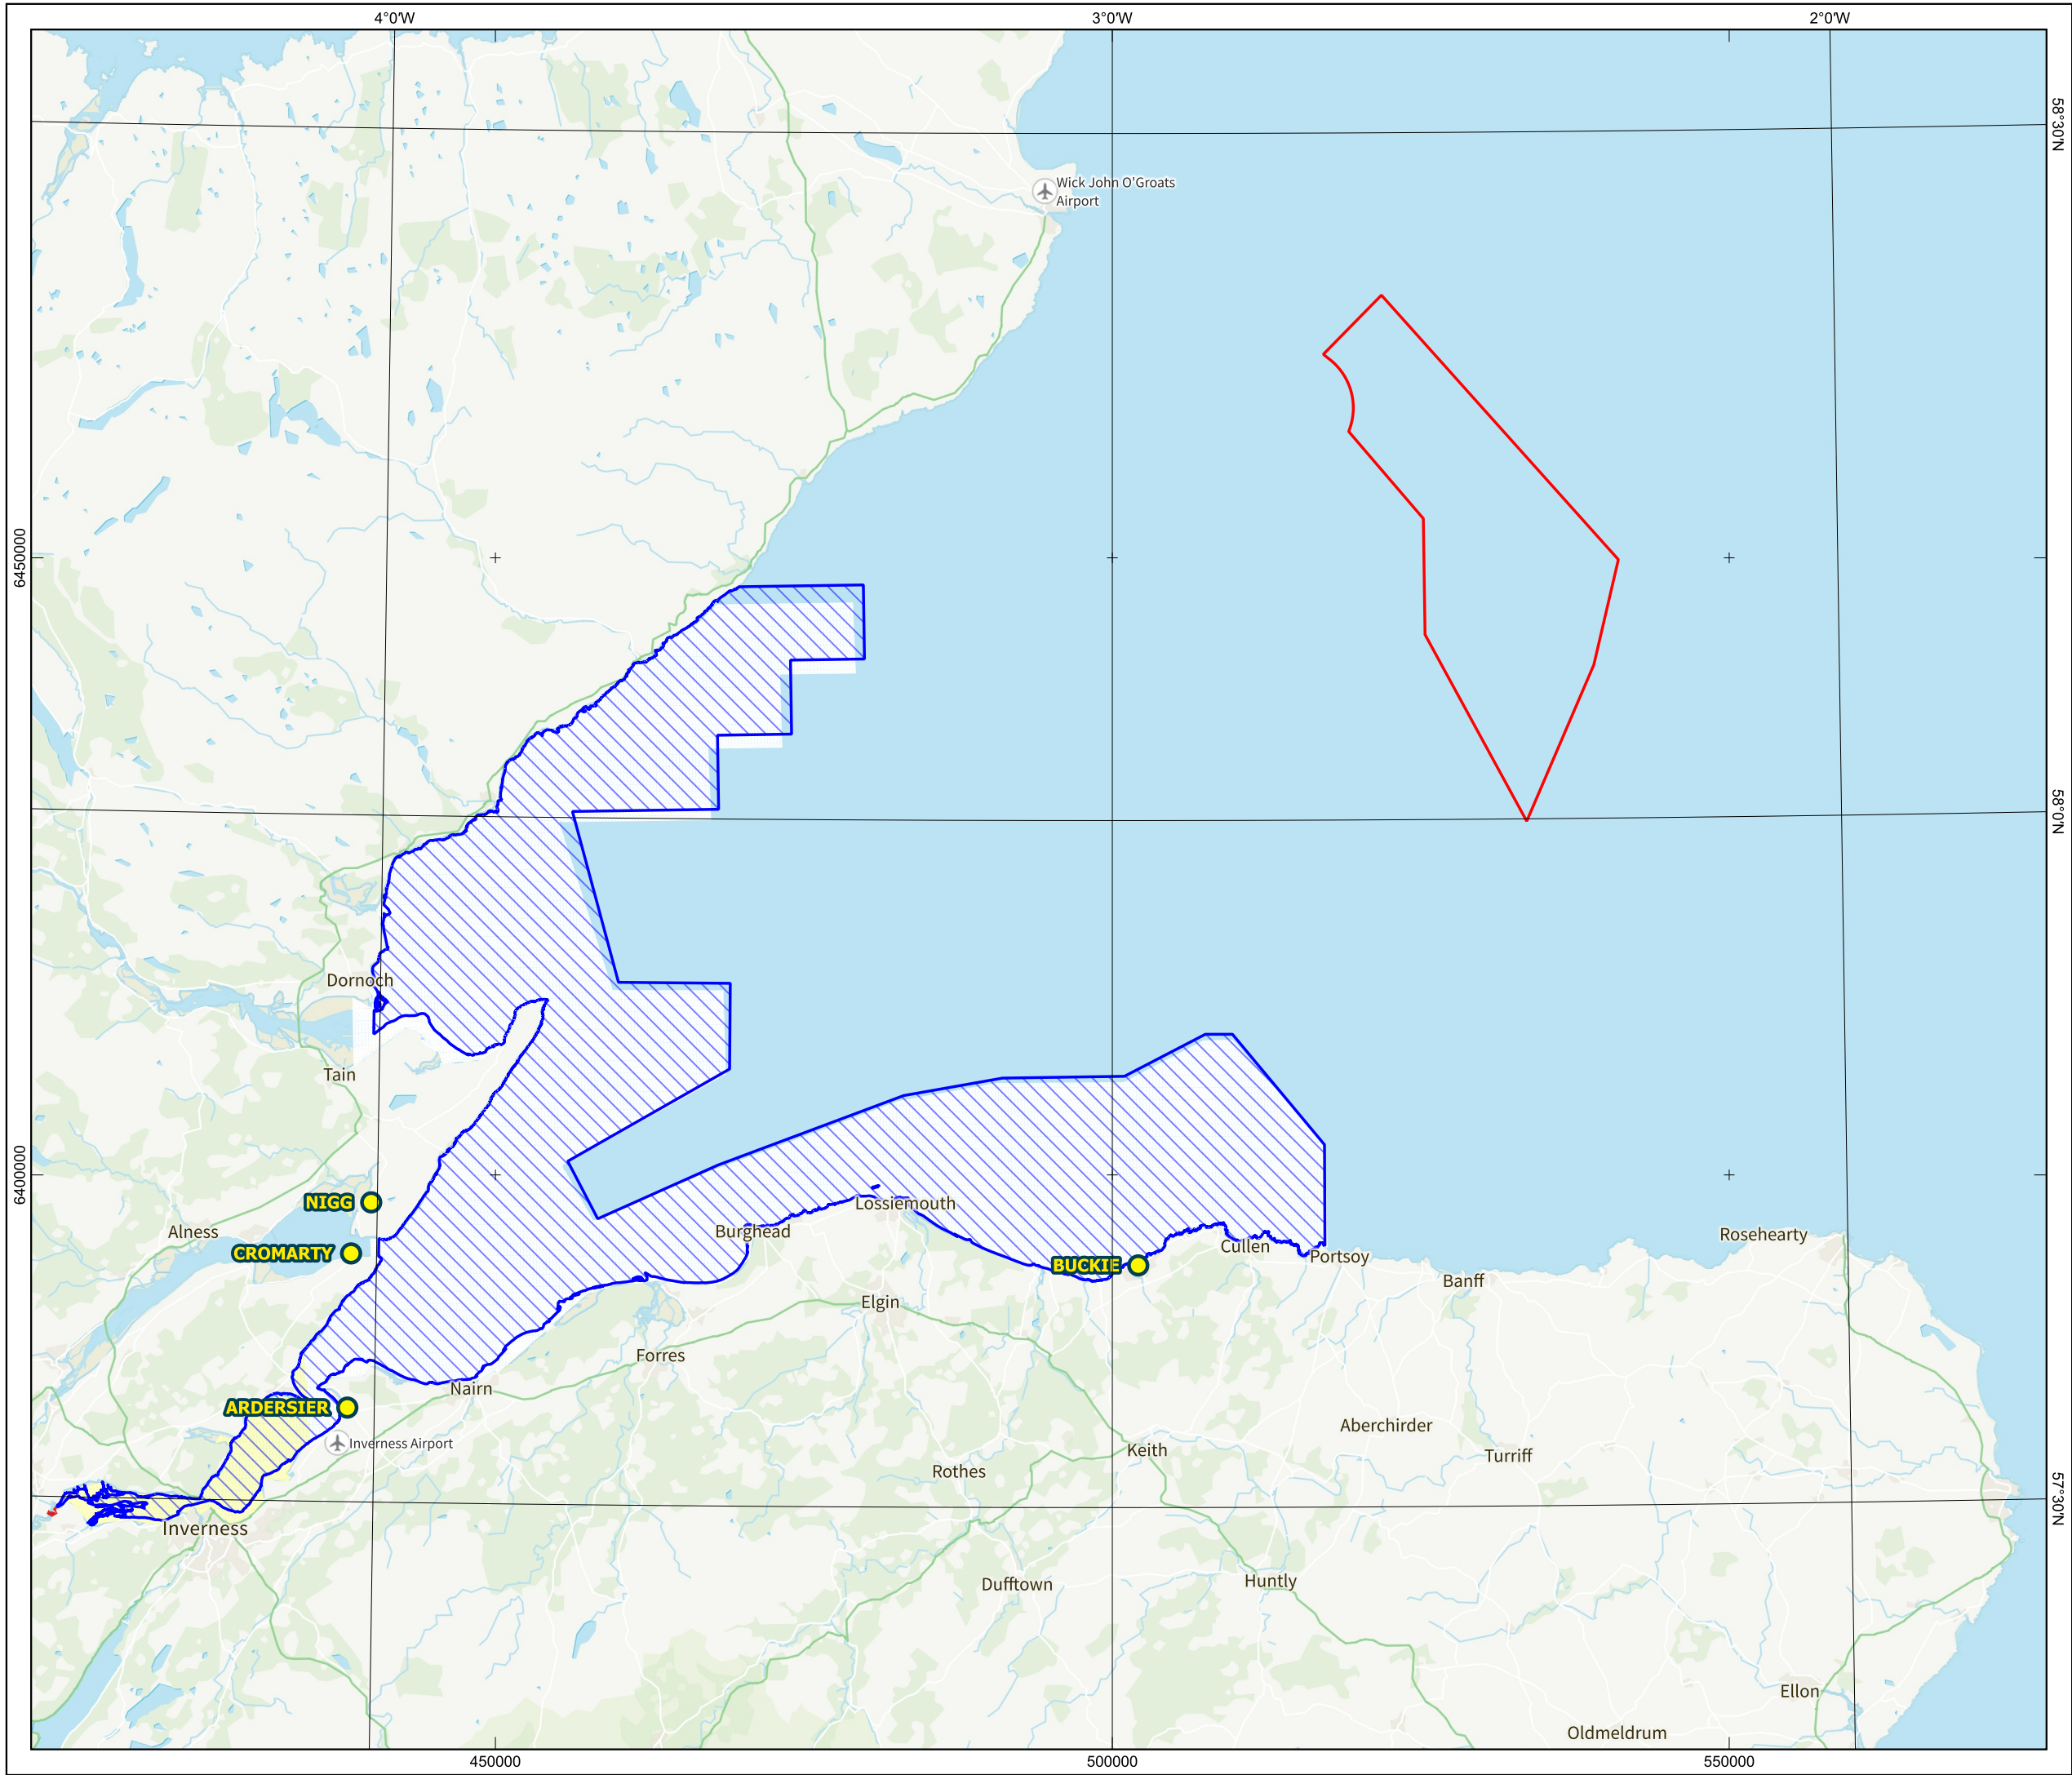 4°0'W
3°0'W
2°0'W
58°30'N
Wick John O'Groats
Airport
6450000
58°0'N
Dornoch
Tain
6400000
NIGG
Alness
CROMARTY
Lossiemouth
Burghead
BUCKIE
Cullen
Portsoy
Rosehearty
Banff
Elgin
Forres
Nairn
ARDERSIER
Inverness Airport
Aberchirder
Keith
Turriff
Rothes
57°30'N
Inverness
Dufftown
Huntly
Ellon
Oldmeldrum
450000
500000
550000